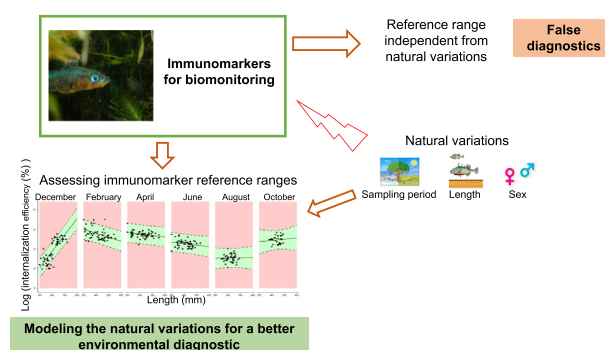 Immunomarkers
for biomonitoring
Reference range
independent from
natural variations
False
diagnostics
Natural variations
Sampling period
Length
Sex
Assessing immunomarker reference ranges
December
February
April
June
August
October
Log (internalization efficiency (%) )
Length (mm)
Modeling the natural variations for a better
environmental diagnostic